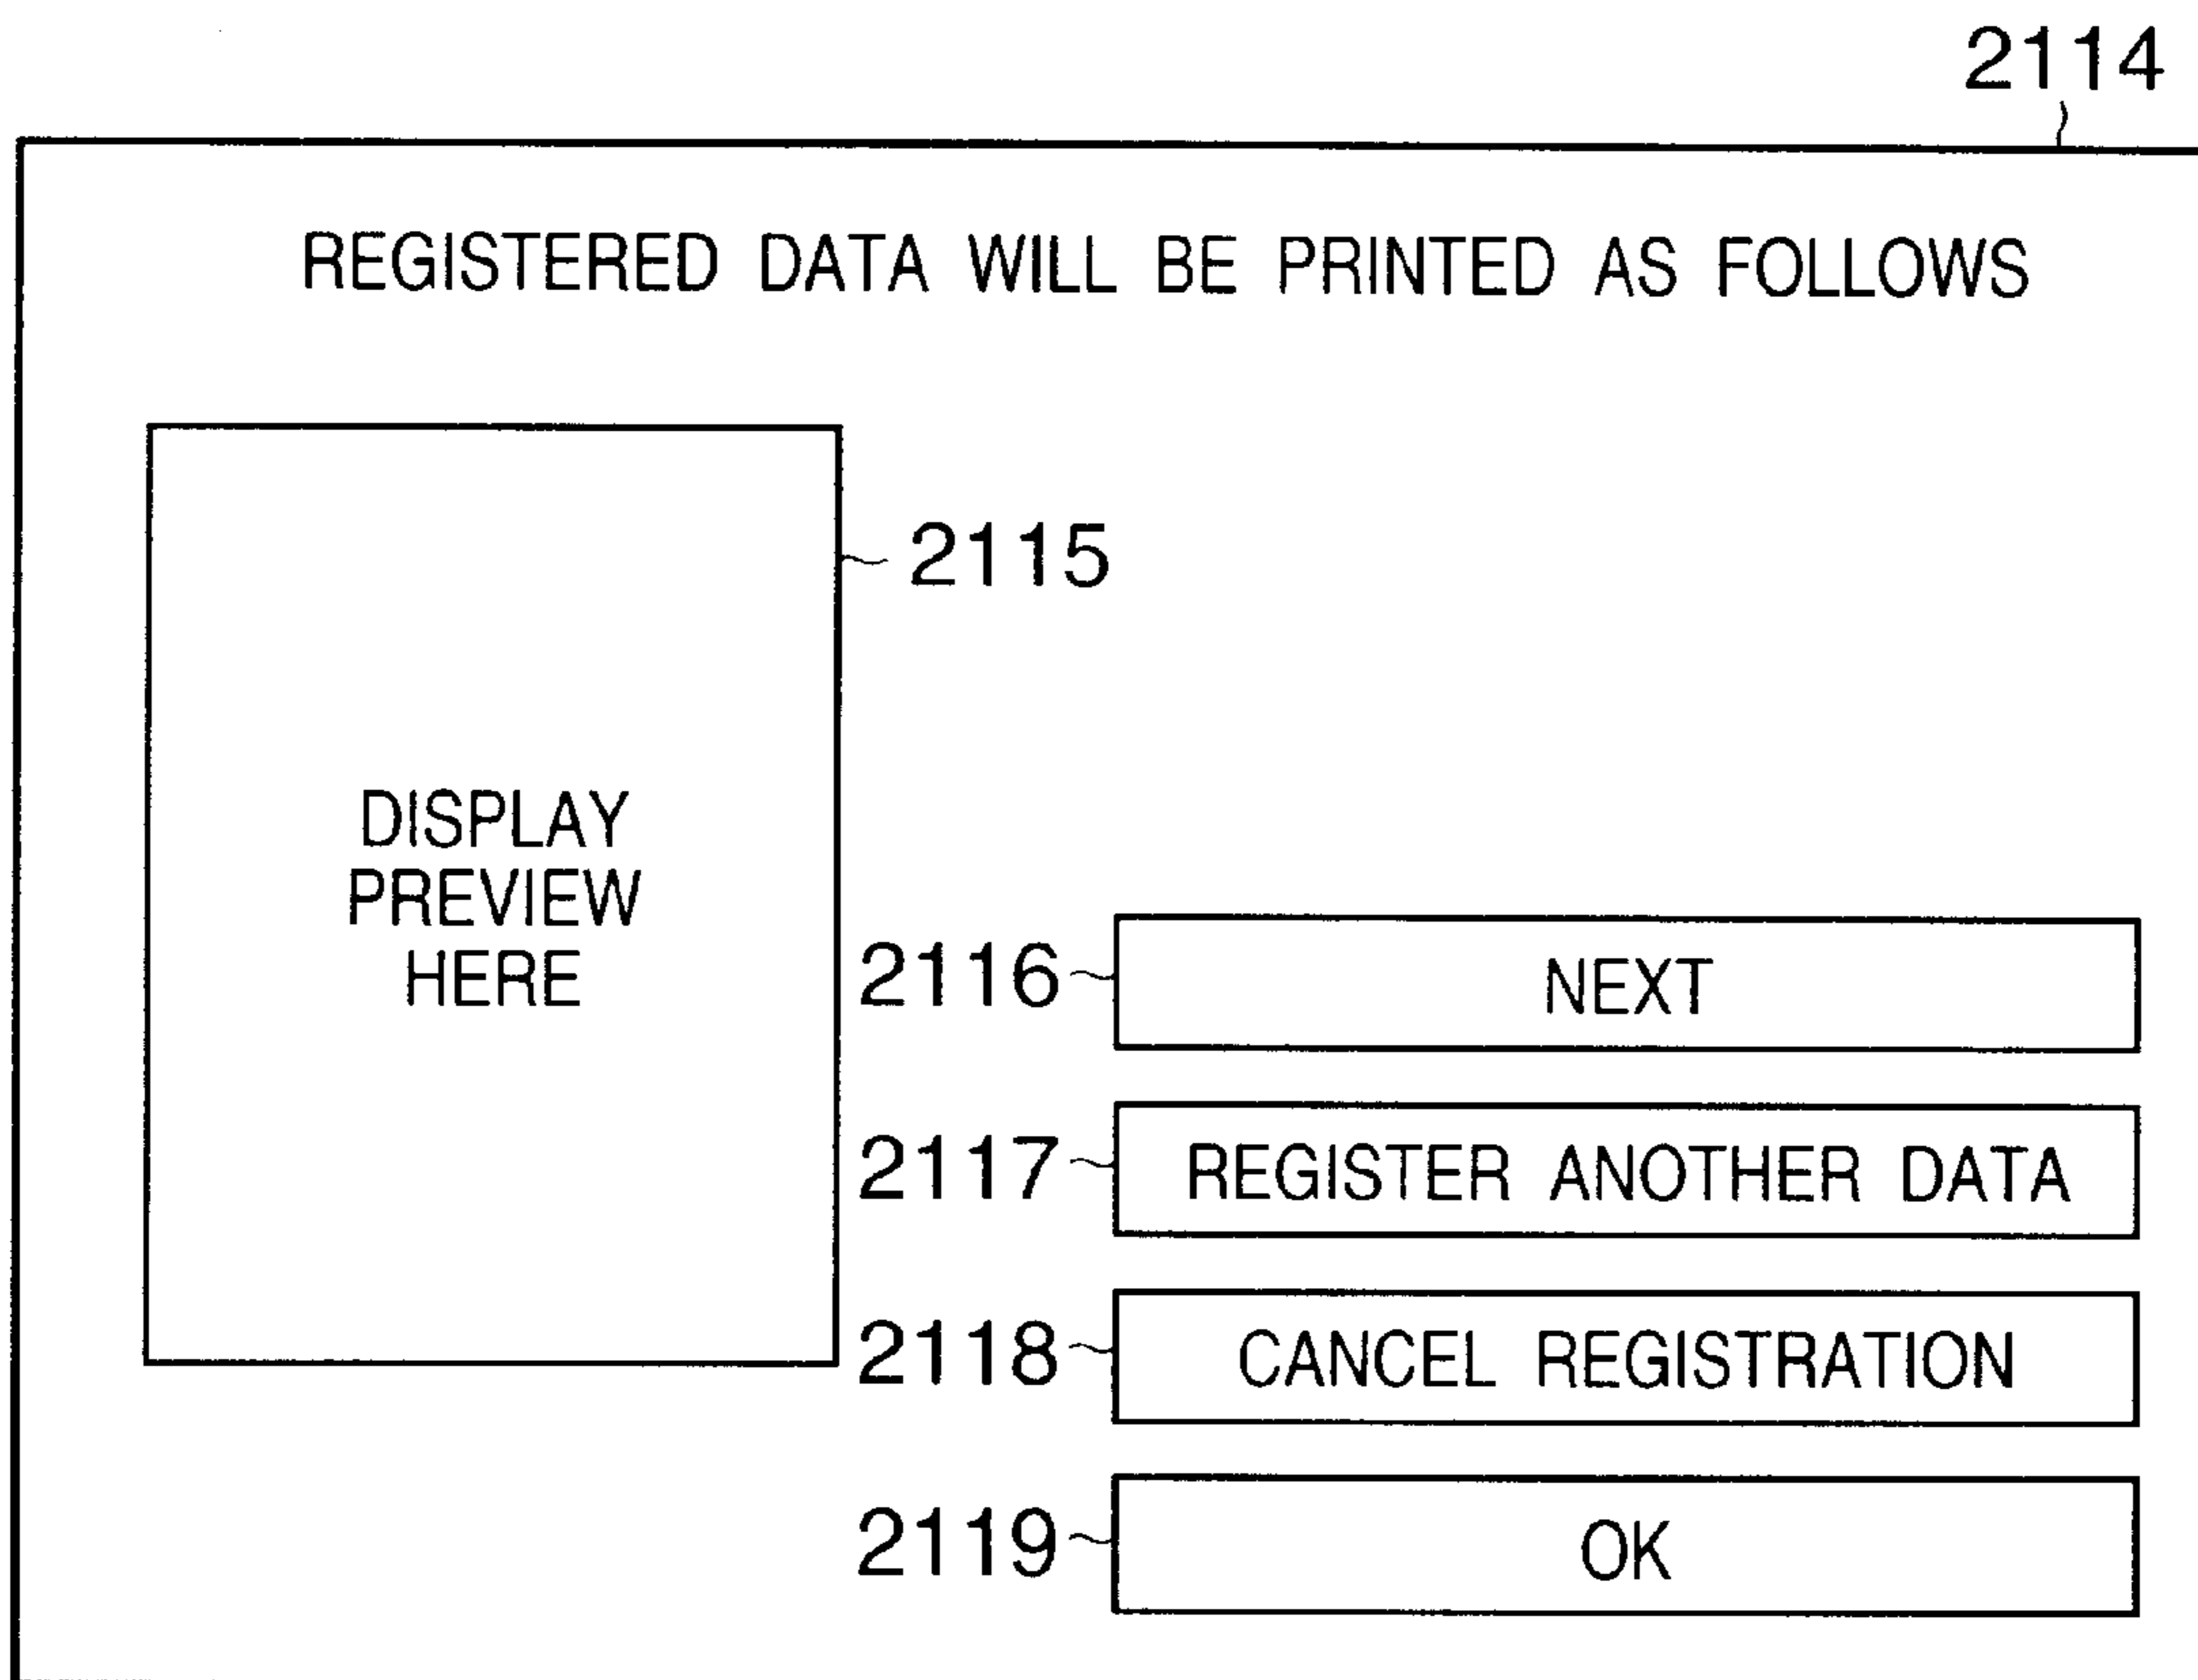 2114
REGISTERED DATA WILL BE PRINTED AS FOLLOWS
2115
DISPLAY
PREVIEW
HERE
2116
NEXT
2117
REGISTER ANOTHER DATA
2118
CANCEL REGISTRATION
2119
OK